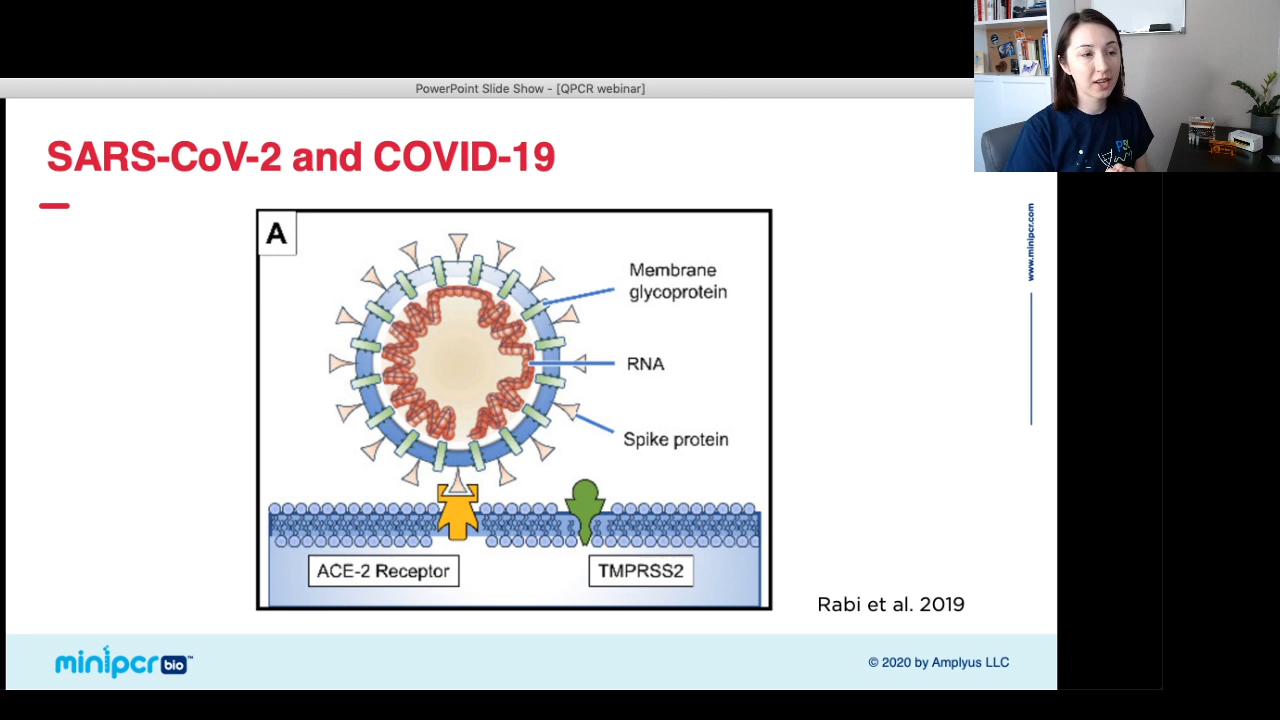 PowerPoint Slide Show - [QPCR webinar]
SARS-CoV-2 and COVID-19
A
Membrane
glycoprotein
RNA
Spike protein
ACE-2 Receptor
TMPRSS2
Rabi et al. 2019
www.minipcr.com
minipcr bio™
© 2020 by Amplyus LLC